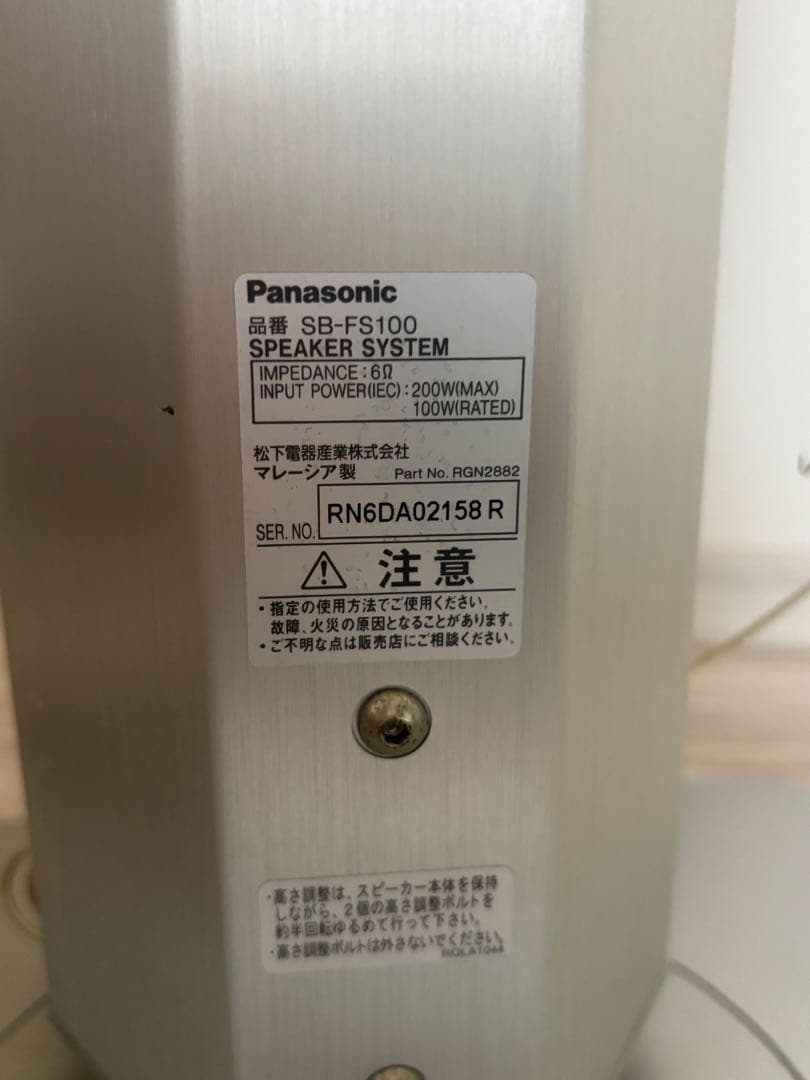 Panasonic
品番 SB-FS100
SPEAKER SYSTEM
IMPEDANCE:6Ω
INPUT POWER(IEC):200W(MAX)
100W(RATED)
松下電器産業株式会社
マレーシア製 Part No. RGN2882
SER. NO. RN6DA02158 R
注意
・指定の使用方法でご使用ください。
故障、火災の原因となることがあります。
・ご不明な点は販売店にご相談ください。
・高さ調整は、スピーカー本体を保持
しながら、2個の高さ調整ボルトを
約半回転ゆるめて行って下さい。
・高さ調整ボルトは外さないでください。